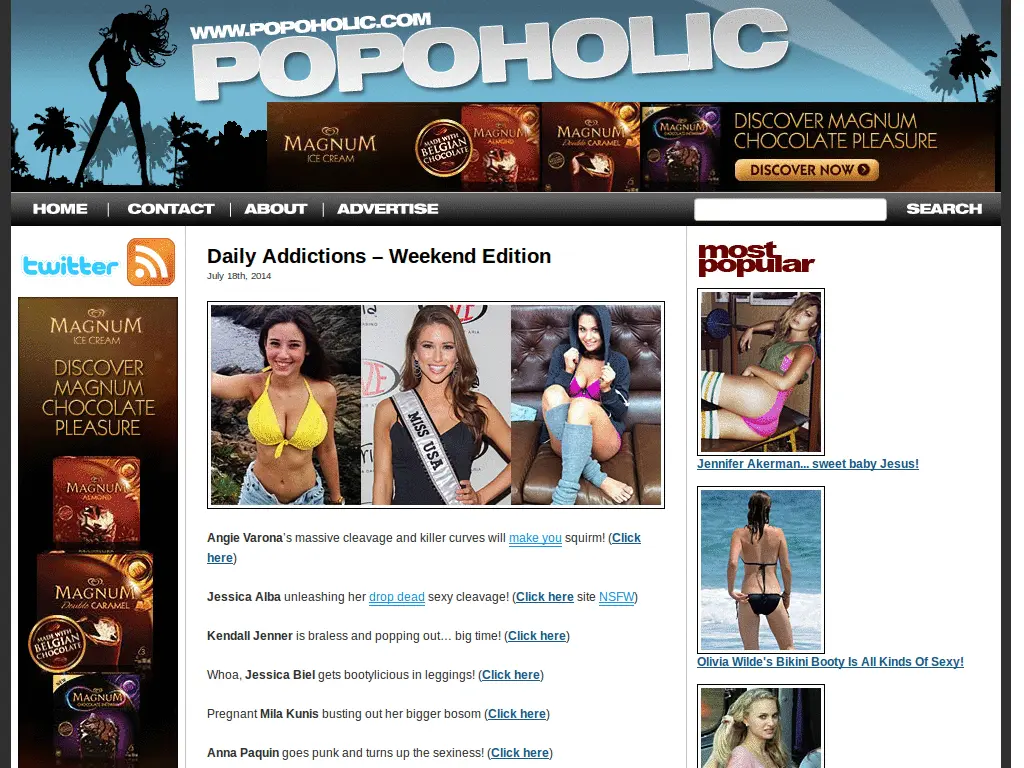 WWW.POPOHOLIC.COM
POPOHOLIC
MAGNUM
ICE CREAM
MADE WITH
BELGIAN
CHOCOLATE
MAGNUM
ALMOND
MAGNUM
Double CARAMEL
MAGNUM
DISCOVER MAGNUM
CHOCOLATE PLEASURE
DISCOVER NOW
HOME | CONTACT | ABOUT | ADVERTISE
SEARCH
twitter
MAGNUM
ICE CREAM
DISCOVER
MAGNUM
CHOCOLATE
PLEASURE
MAGNUM
ALMOND
MAGNUM
Double CARAMEL
MADE WITH
BELGIAN
CHOCOLATE
MAGNUM
Daily Addictions – Weekend Edition
July 18th, 2014
MISS USA
Angie Varona's massive cleavage and killer curves will make you squirm! (Click
here)
Jessica Alba unleashing her drop dead sexy cleavage! (Click here site NSFW)
Kendall Jenner is braless and popping out… big time! (Click here)
Whoa, Jessica Biel gets bootylicious in leggings! (Click here)
Pregnant Mila Kunis busting out her bigger bosom (Click here)
Anna Paquin goes punk and turns up the sexiness! (Click here)
most
popular
Jennifer Akerman... sweet baby Jesus!
Olivia Wilde's Bikini Booty Is All Kinds Of Sexy!